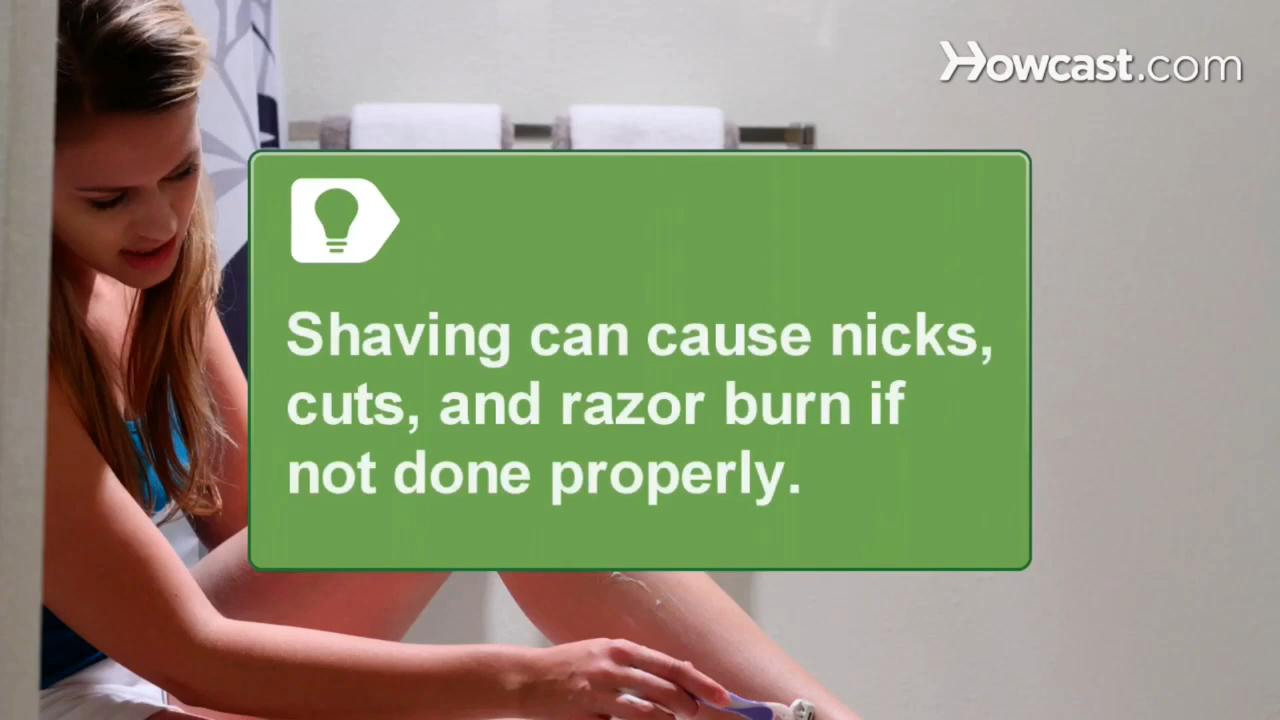 Howcast.com
Shaving can cause nicks,
cuts, and razor burn if
not done properly.